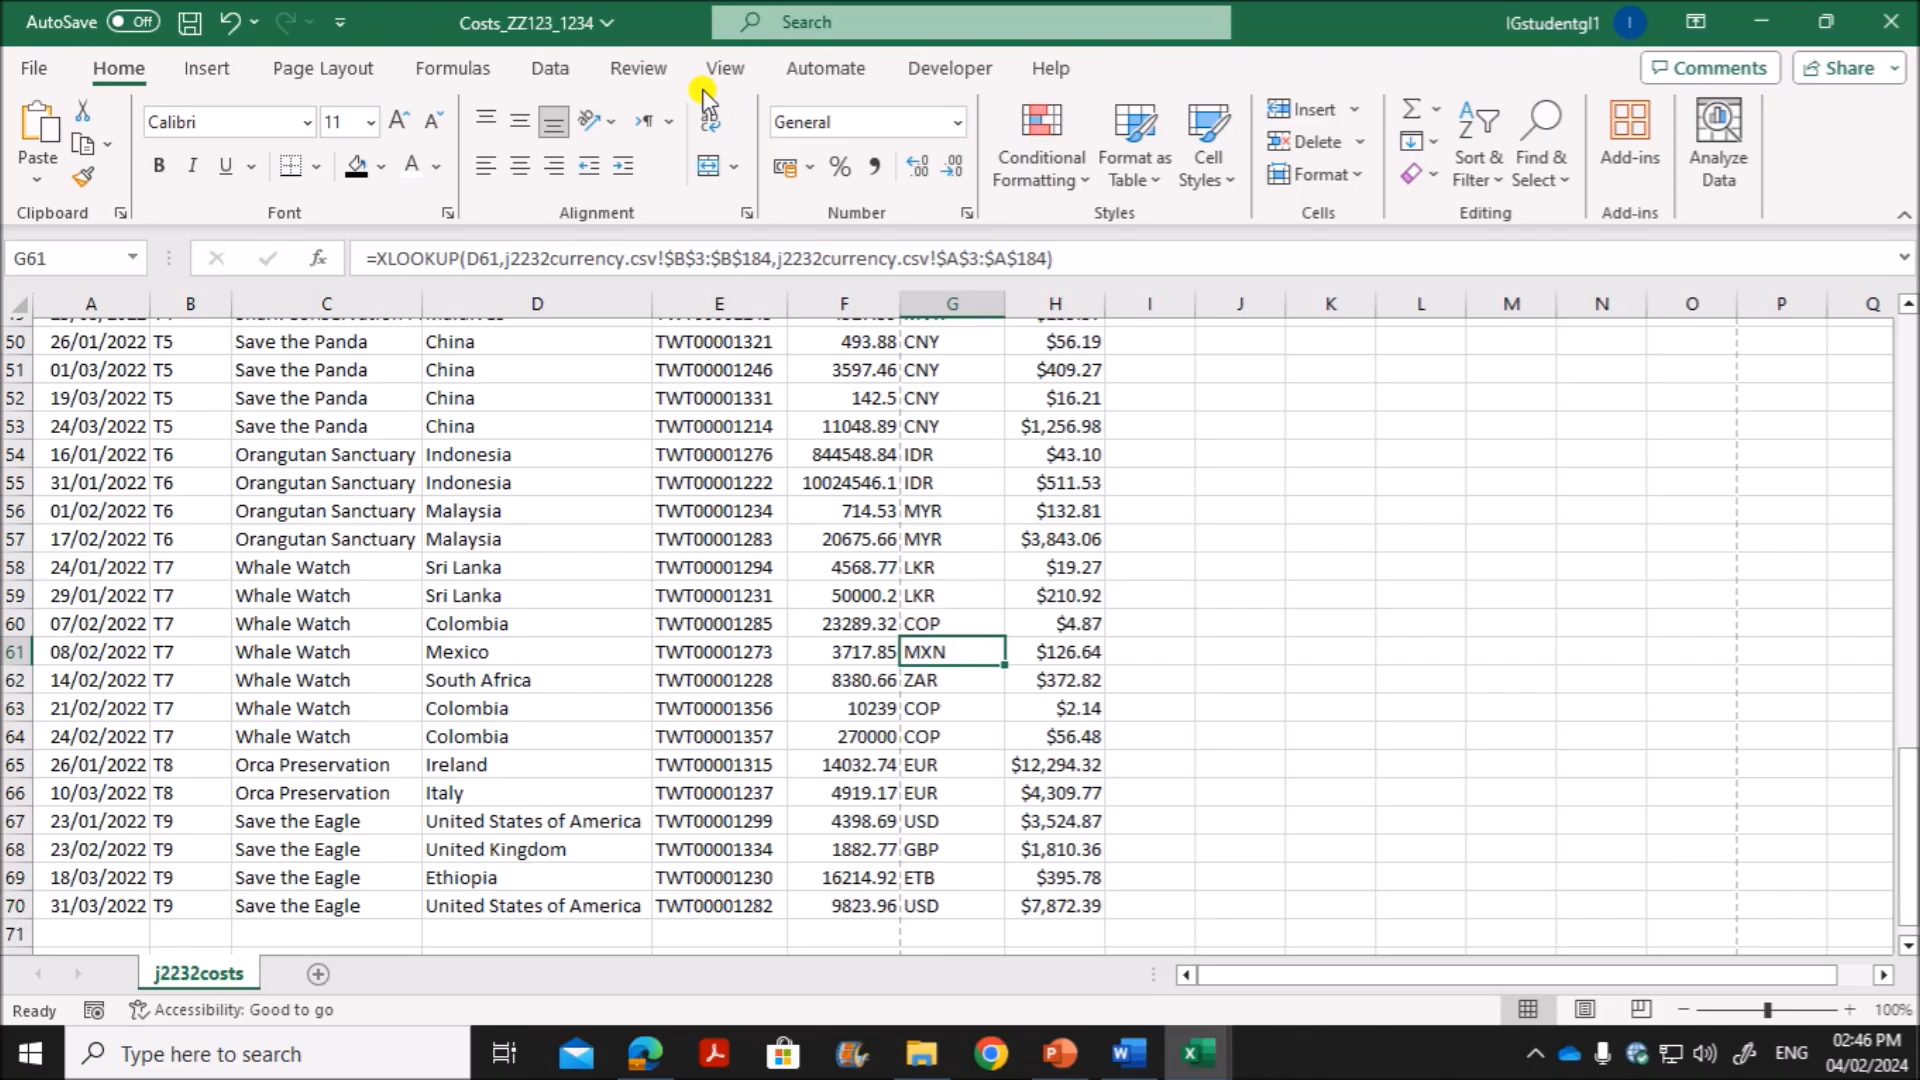 AutoSave Off Costs_ZZ123_1234 Search IGstudentgl1 I
File Home Insert Page Layout Formulas Data Review View Automate Developer Help Comments Share
Paste Calibri 11 General Conditional Formatting Format as Table Cell Styles Insert Delete Format Sort & Filter Find & Select Add-ins Analyze Data
Clipboard Font Alignment Number Styles Cells Editing Add-ins
G61 fx =XLOOKUP(D61,j2232currency.csv!$B$3:$B$184,j2232currency.csv!$A$3:$A$184)
A B C D E F G H I J K L M N O P Q
50 26/01/2022 T5 Save the Panda China TWT00001321 493.88 CNY $56.19
51 01/03/2022 T5 Save the Panda China TWT00001246 3597.46 CNY $409.27
52 19/03/2022 T5 Save the Panda China TWT00001331 142.5 CNY $16.21
53 24/03/2022 T5 Save the Panda China TWT00001214 11048.89 CNY $1,256.98
54 16/01/2022 T6 Orangutan Sanctuary Indonesia TWT00001276 844548.84 IDR $43.10
55 31/01/2022 T6 Orangutan Sanctuary Indonesia TWT00001222 10024546.1 IDR $511.53
56 01/02/2022 T6 Orangutan Sanctuary Malaysia TWT00001234 714.53 MYR $132.81
57 17/02/2022 T6 Orangutan Sanctuary Malaysia TWT00001283 20675.66 MYR $3,843.06
58 24/01/2022 T7 Whale Watch Sri Lanka TWT00001294 4568.77 LKR $19.27
59 29/01/2022 T7 Whale Watch Sri Lanka TWT00001231 50000.2 LKR $210.92
60 07/02/2022 T7 Whale Watch Colombia TWT00001285 23289.32 COP $4.87
61 08/02/2022 T7 Whale Watch Mexico TWT00001273 3717.85 MXN $126.64
62 14/02/2022 T7 Whale Watch South Africa TWT00001228 8380.66 ZAR $372.82
63 21/02/2022 T7 Whale Watch Colombia TWT00001356 10239 COP $2.14
64 24/02/2022 T7 Whale Watch Colombia TWT00001357 270000 COP $56.48
65 26/01/2022 T8 Orca Preservation Ireland TWT00001315 14032.74 EUR $12,294.32
66 10/03/2022 T8 Orca Preservation Italy TWT00001237 4919.17 EUR $4,309.77
67 23/01/2022 T9 Save the Eagle United States of America TWT00001299 4398.69 USD $3,524.87
68 23/02/2022 T9 Save the Eagle United Kingdom TWT00001334 1882.77 GBP $1,810.36
69 18/03/2022 T9 Save the Eagle Ethiopia TWT00001230 16214.92 ETB $395.78
70 31/03/2022 T9 Save the Eagle United States of America TWT00001282 9823.96 USD $7,872.39
71
j2232costs
Ready Accessibility: Good to go 100%
Type here to search ENG 02:46 PM
04/02/2024